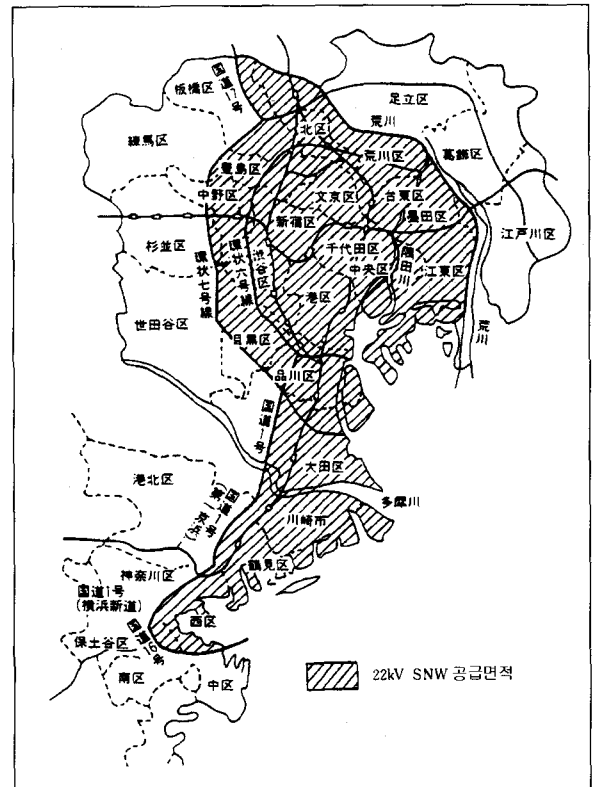 板橋区
国道17号
足立区
北区
荒川
練馬区
荒川区
葛飾区
豊島区
中野区
文京区
台東区
墨田区
新宿区
江戸川区
杉並区
千代田区
環状七号線
環状六号線
渋谷区
中央区
隅田川
江東区
港区
世田谷区
荒川
目黒区
品川区
国道1号
大田区
港北区
国道1号
(第一京浜)
多摩川
川崎市
鶴見区
神奈川区
国道1号
(横浜新道)
西区
保土谷区
国道16号
南区
中区
22kV SNW 공급면적